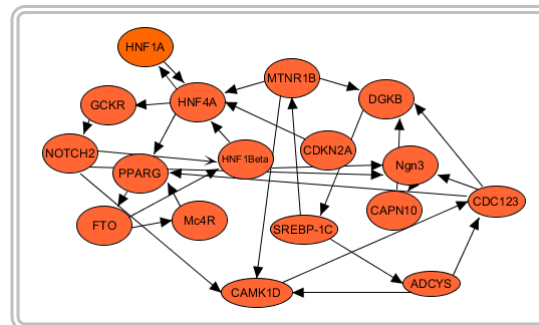 HNF1A
MTNR1B
GCKR
HNF4A
DGKB
NOTCH2
HNF1Beta
CDKN2A
Ngn3
PPARG
FTO
Mc4R
SREBP-1C
CAPN10
CDC123
CAMK1D
ADCYS